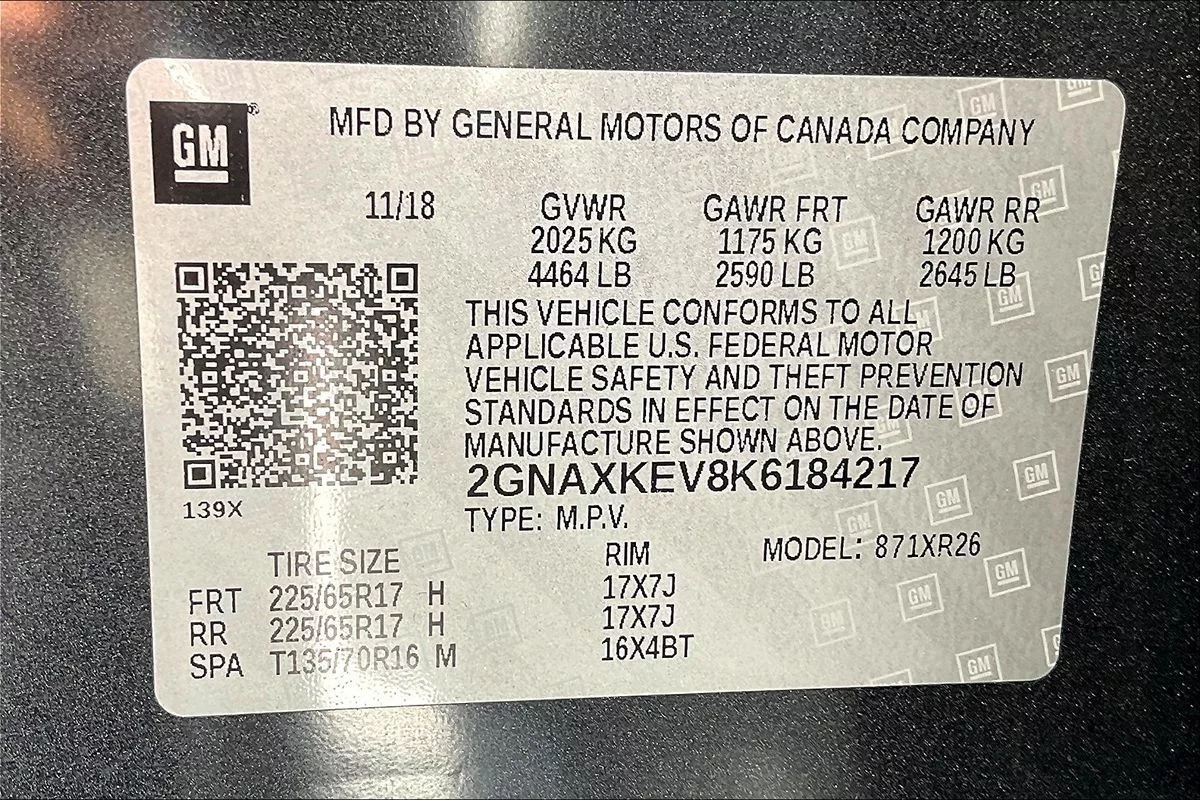 GM
MFD BY GENERAL MOTORS OF CANADA COMPANY
11/18 GVWR GAWR FRT GAWR RR
2025 KG 1175 KG 1200 KG
4464 LB 2590 LB 2645 LB
THIS VEHICLE CONFORMS TO ALL
APPLICABLE U.S. FEDERAL MOTOR
VEHICLE SAFETY AND THEFT PREVENTION
STANDARDS IN EFFECT ON THE DATE OF
MANUFACTURE SHOWN ABOVE.
2GNAXKEV8K6184217
139X
TYPE: M.P.V.
TIRE SIZE RIM MODEL: 871XR26
FRT 225/65R17 H 17X7J
RR 225/65R17 H 17X7J
SPA T135/70R16 M 16X4BT